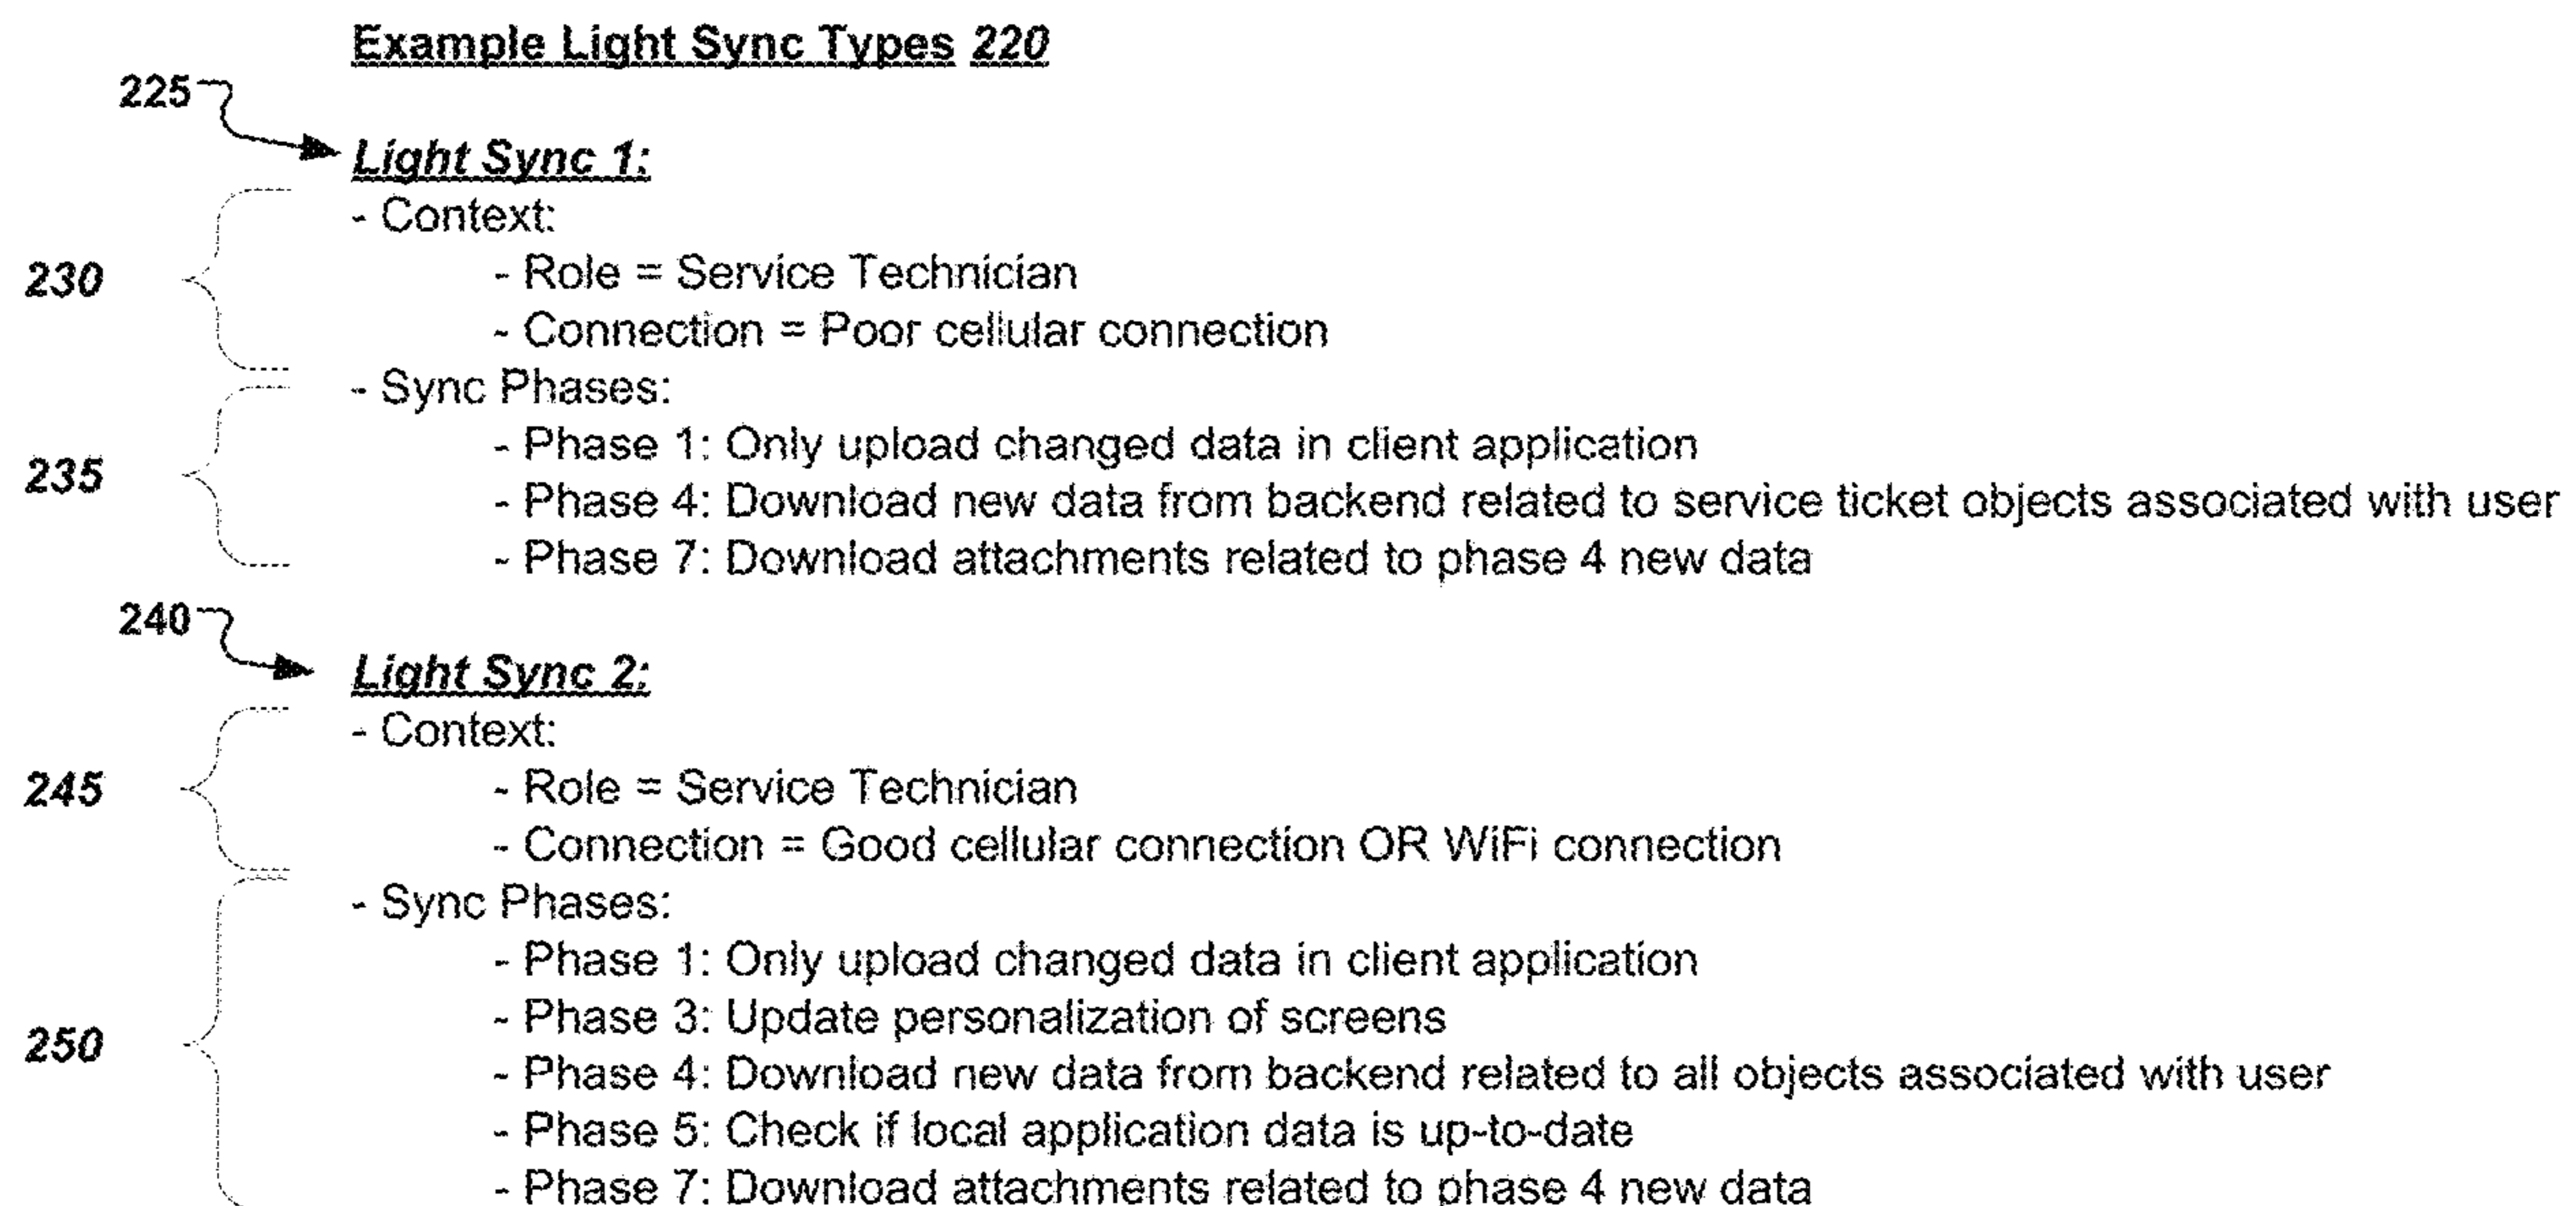 Example Light Sync Types 220
225
Light Sync 1:
- Context:
230
- Role = Service Technician
- Connection = Poor cellular connection
- Sync Phases:
- Phase 1: Only upload changed data in client application
235
- Phase 4: Download new data from backend related to service ticket objects associated with user
- Phase 7: Download attachments related to phase 4 new data
240
Light Sync 2:
- Context:
245
- Role = Service Technician
- Connection = Good cellular connection OR WiFi connection
- Sync Phases:
- Phase 1: Only upload changed data in client application
- Phase 3: Update personalization of screens
250
- Phase 4: Download new data from backend related to all objects associated with user
- Phase 5: Check if local application data is up-to-date
- Phase 7: Download attachments related to phase 4 new data